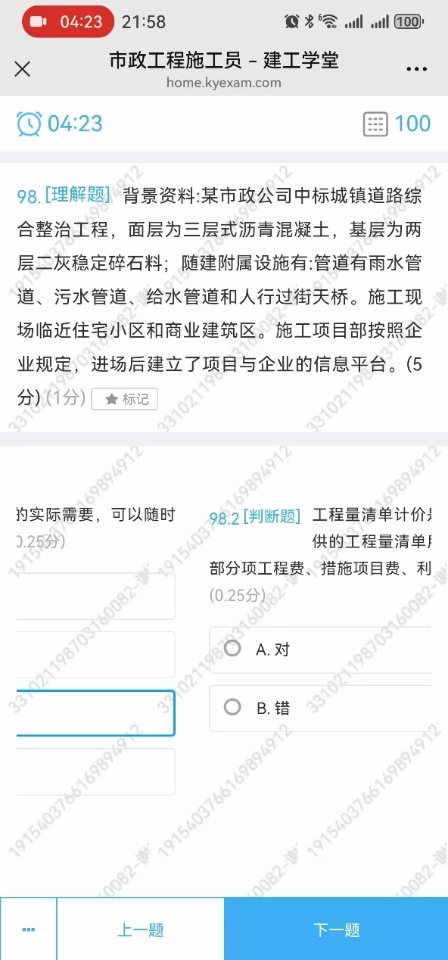 04:23 21:58 6 100
市政工程施工员 - 建工学堂
home.kyexam.com
04:23 100
98. [理解题] 背景资料:某市政公司中标城镇道路综
合整治工程，面层为三层式沥青混凝土，基层为两
层二灰稳定碎石料；随建附属设施有:管道有雨水管
道、污水管道、给水管道和人行过街天桥。施工现
场临近住宅小区和商业建筑区。施工项目部按照企
业规定，进场后建立了项目与企业的信息平台。(5
分) (1分) 标记
的实际需要，可以随时
0.25分)
98.2 [判断题] 工程量清单计价
供的工程量清单
部分项工程费、措施项目费、利
(0.25分)
A. 对
B. 错
上一题 下一题